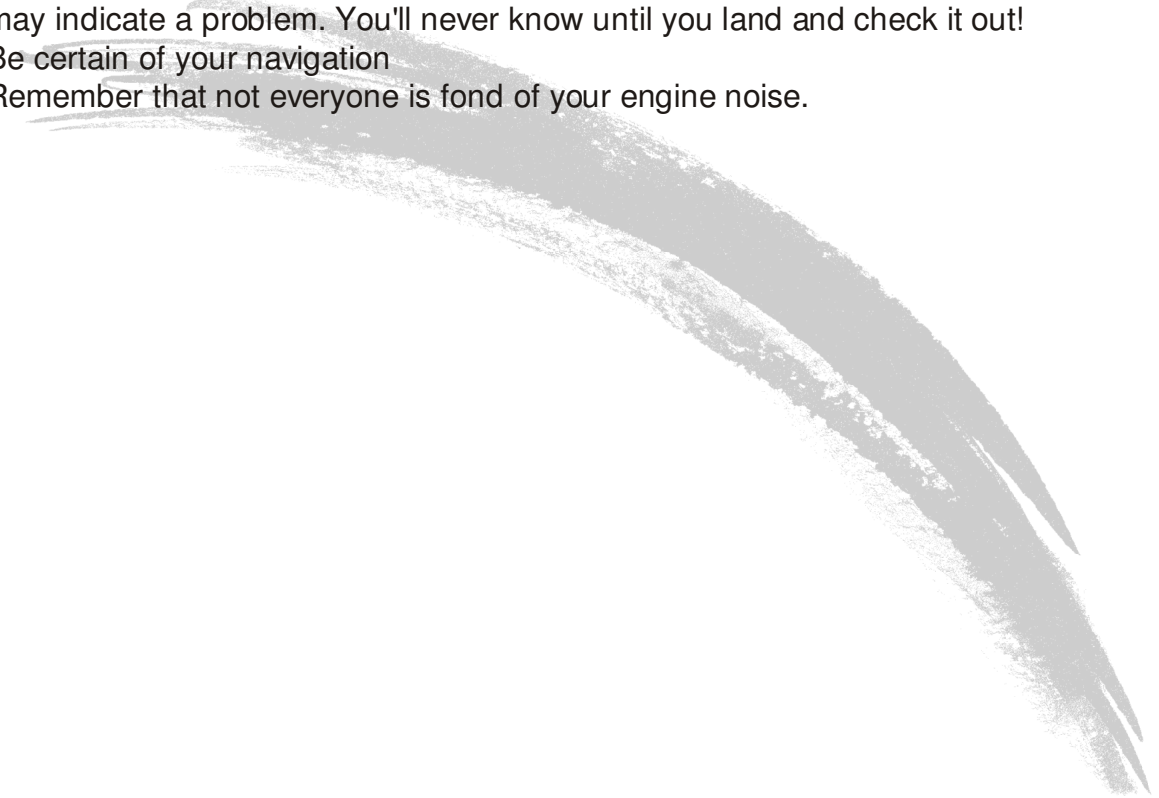 may indicate a problem. You'll never know until you land and check it out!
Be certain of your navigation
Remember that not everyone is fond of your engine noise.